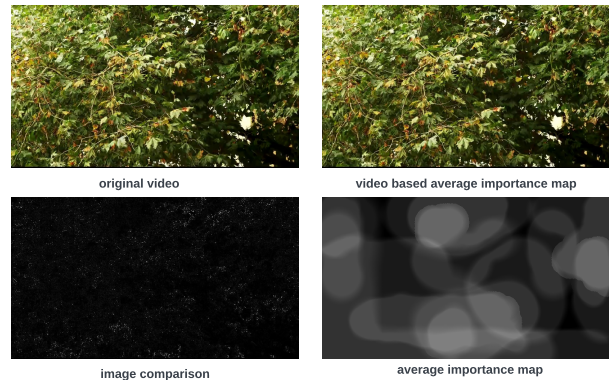 original video
video based average importance map
image comparison
average importance map